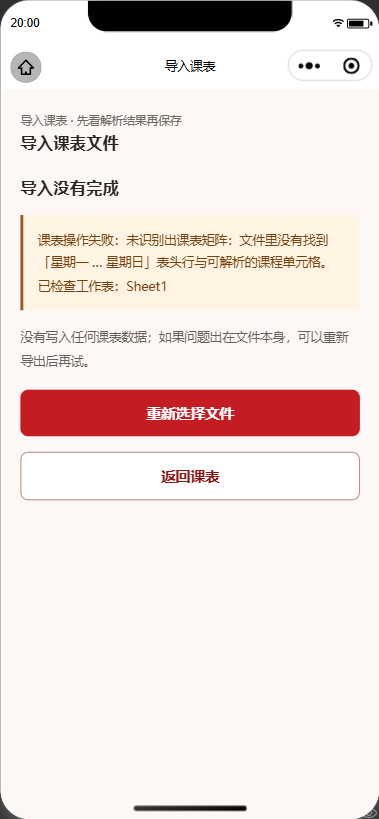 20:00
导入课表
导入课表 · 先看解析结果再保存
导入课表文件
导入没有完成
课表操作失败：未识别出课表矩阵：文件里没有找到
「星期一 ... 星期日」表头行与可解析的课程单元格。
已检查工作表：Sheet1
没有写入任何课表数据；如果问题出在文件本身，可以重新
导出后再试。
重新选择文件
返回课表